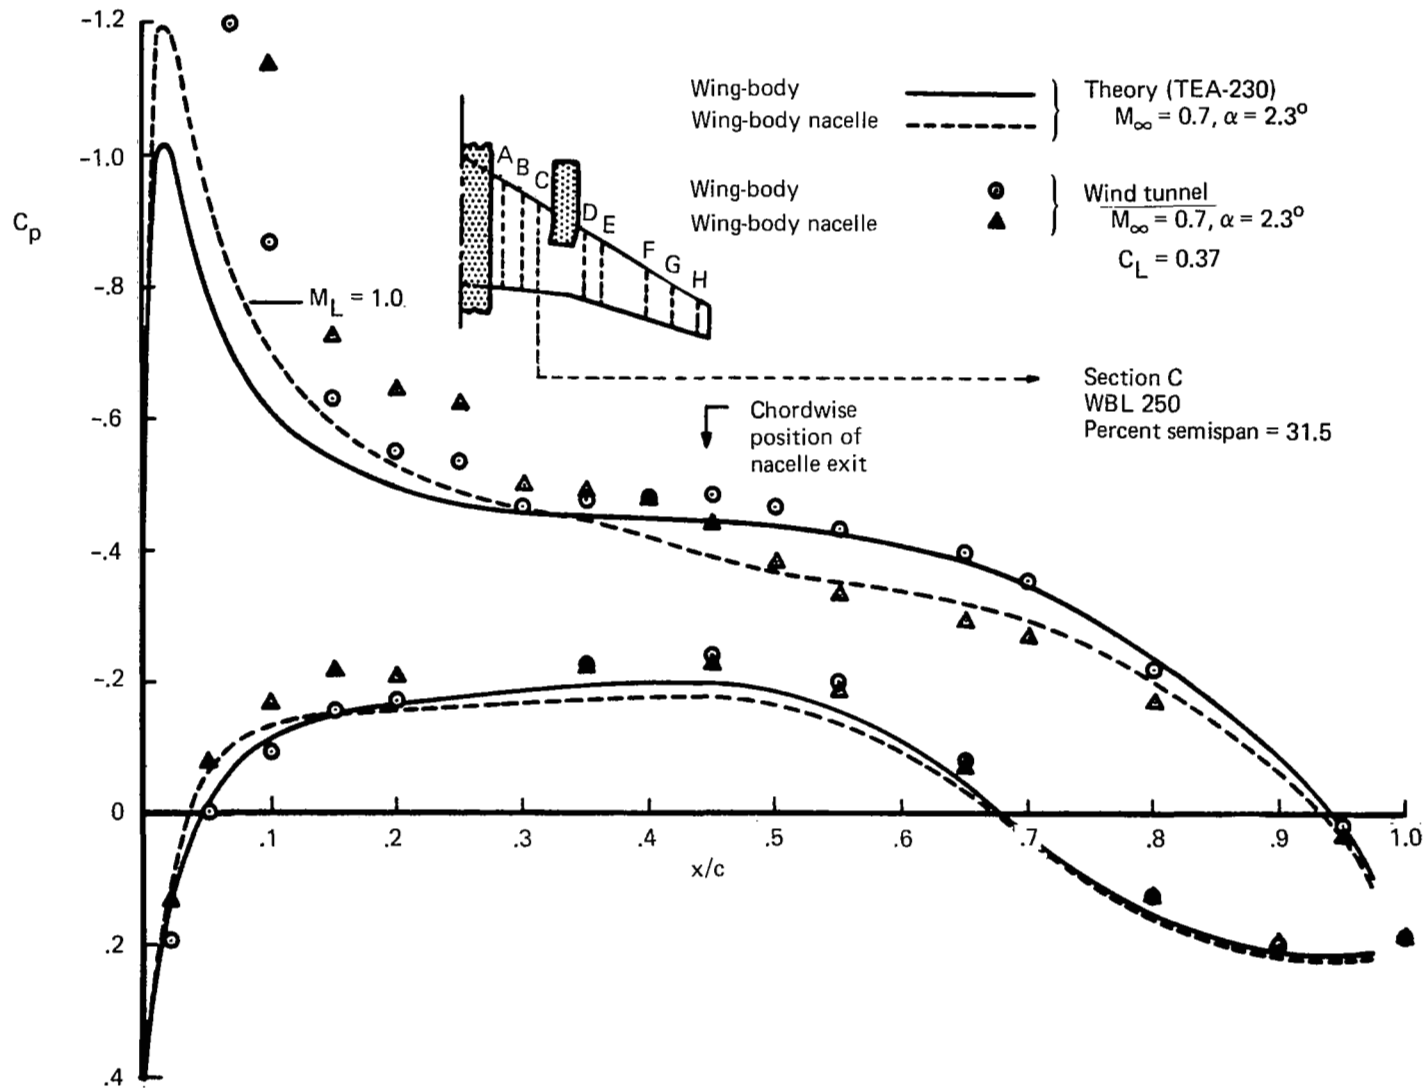 -1.2
-1.0
-.8
-.6
-.4
-.2
0
.2
.4
Cp
Wing-body
Wing-body nacelle
Theory (TEA-230)
M∞ = 0.7, α = 2.3°
Wing-body
Wing-body nacelle
Wind tunnel
M∞ = 0.7, α = 2.3°
CL = 0.37
A
B
C
D
E
F
G
H
ML = 1.0
Section C
WBL 250
Percent semispan = 31.5
Chordwise
position of
nacelle exit
.1 .2 .3 .4 .5 .6 .7 .8 .9 1.0
x/c